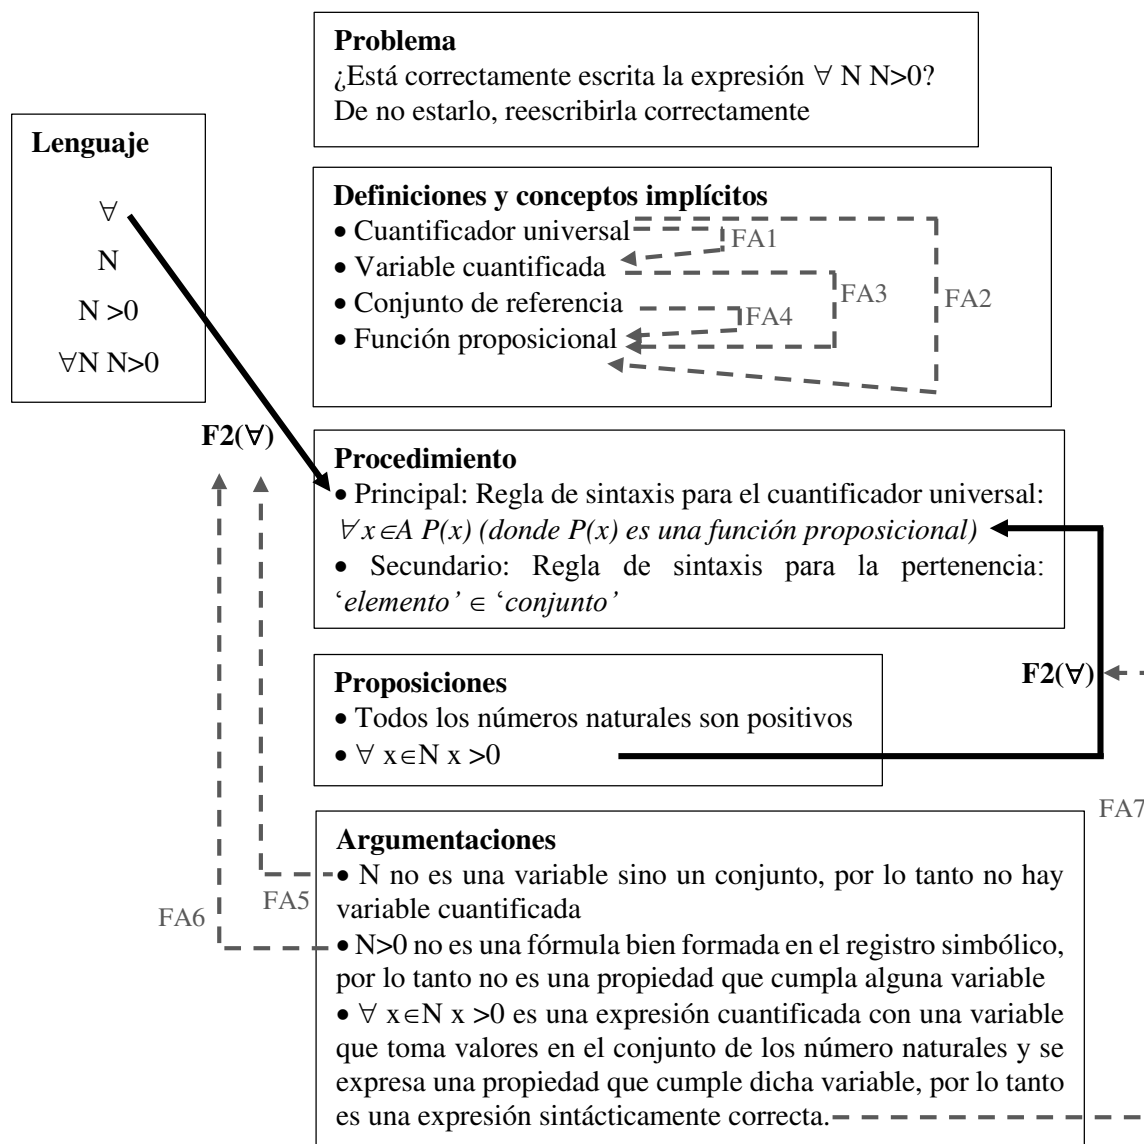 Problema
¿Está correctamente escrita la expresión ∀ N N>0?
De no estarlo, reescribirla correctamente
Lenguaje
∀
N
N >0
∀N N>0
Definiciones y conceptos implícitos
• Cuantificador universal
• Variable cuantificada
• Conjunto de referencia
• Función proposicional
FA1
FA3
FA4
FA2
F2(∀)
Procedimiento
• Principal: Regla de sintaxis para el cuantificador universal:
∀ x∈A P(x) (donde P(x) es una función proposicional)
• Secundario: Regla de sintaxis para la pertenencia:
‘elemento’ ∈ ‘conjunto’
Proposiciones
• Todos los números naturales son positivos
• ∀ x∈N x >0
F2(∀)
FA7
Argumentaciones
• N no es una variable sino un conjunto, por lo tanto no hay
variable cuantificada
• N>0 no es una fórmula bien formada en el registro simbólico,
por lo tanto no es una propiedad que cumpla alguna variable
• ∀ x∈N x >0 es una expresión cuantificada con una variable
que toma valores en el conjunto de los número naturales y se
expresa una propiedad que cumple dicha variable, por lo tanto
es una expresión sintácticamente correcta.
FA5
FA6